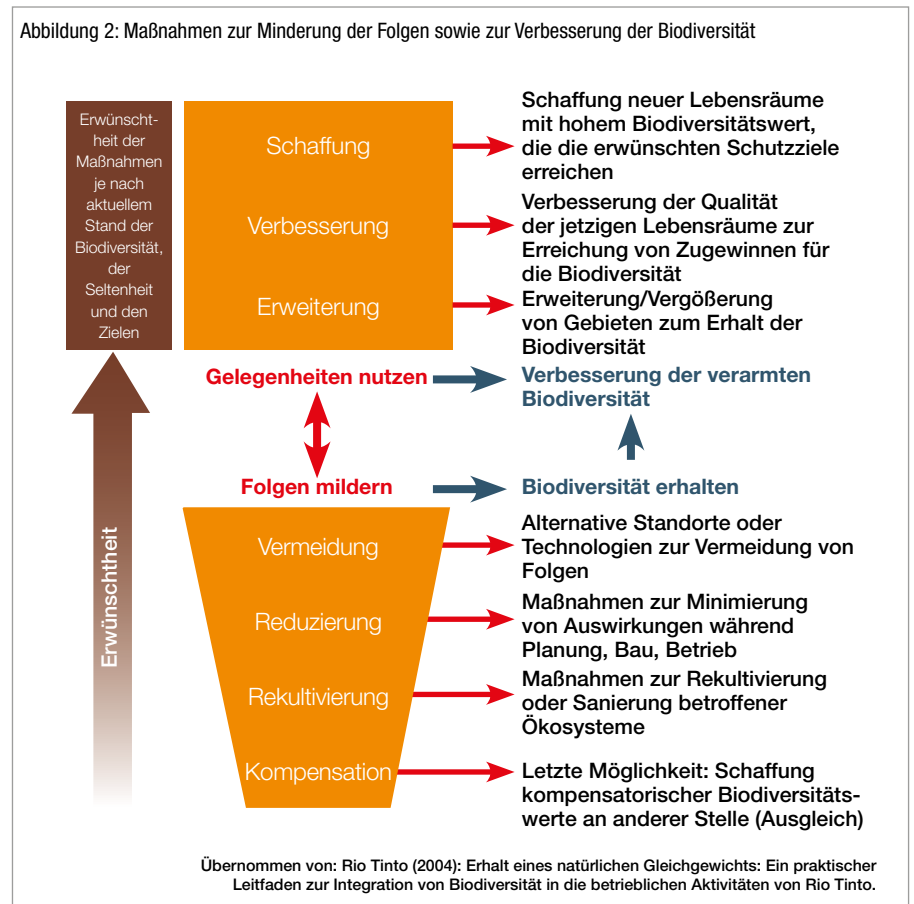 Abbildung 2: Maßnahmen zur Minderung der Folgen sowie zur Verbesserung der Biodiversität
Erwünscht-
heit der
Maßnahmen
je nach
aktuellem
Stand der
Biodiversität,
der
Seltenheit
und den
Zielen
Schaffung
Schaffung neuer Lebensräume
mit hohem Biodiversitätswert,
die die erwünschten Schutzziele
erreichen
Verbesserung
Verbesserung der Qualität
der jetzigen Lebensräume zur
Erreichung von Zugewinnen für
die Biodiversität
Erweiterung
Erweiterung/Vergößerung
von Gebieten zum Erhalt der
Biodiversität
Gelegenheiten nutzen
Verbesserung der verarmten
Biodiversität
Folgen mildern
Biodiversität erhalten
Erwünschtheit
Vermeidung
Alternative Standorte oder
Technologien zur Vermeidung von
Folgen
Reduzierung
Maßnahmen zur Minimierung
von Auswirkungen während
Planung, Bau, Betrieb
Rekultivierung
Maßnahmen zur Rekultivierung
oder Sanierung betroffener
Ökosysteme
Kompensation
Letzte Möglichkeit: Schaffung
kompensatorischer Biodiversitäts-
werte an anderer Stelle (Ausgleich)
Übernommen von: Rio Tinto (2004): Erhalt eines natürlichen Gleichgewichts: Ein praktischer
Leitfaden zur Integration von Biodiversität in die betrieblichen Aktivitäten von Rio Tinto.